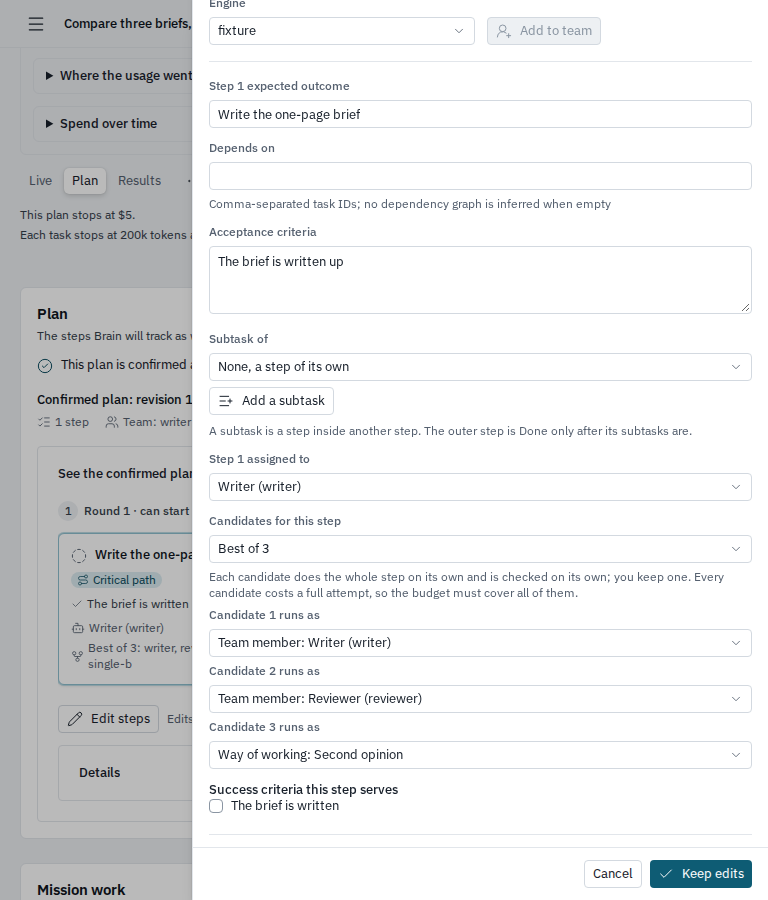 Compare three briefs,
Where the usage went
Spend over time
Live
Plan
Results
This plan stops at $5.
Each task stops at 200k tokens
Plan
The steps Brain will track as
This plan is confirmed
Confirmed plan: revision 1
1 step
Team: writer
See the confirmed plan
1
Round 1 · can start
Write the one-pa
Critical path
The brief is written
Writer (writer)
Best of 3: writer, re
single-b
Edit steps
Edits
Details
Mission work
Engine
fixture
Add to team
Step 1 expected outcome
Write the one-page brief
Depends on
Comma-separated task IDs; no dependency graph is inferred when empty
Acceptance criteria
The brief is written up
Subtask of
None, a step of its own
Add a subtask
A subtask is a step inside another step. The outer step is Done only after its subtasks are.
Step 1 assigned to
Writer (writer)
Candidates for this step
Best of 3
Each candidate does the whole step on its own and is checked on its own; you keep one. Every
candidate costs a full attempt, so the budget must cover all of them.
Candidate 1 runs as
Team member: Writer (writer)
Candidate 2 runs as
Team member: Reviewer (reviewer)
Candidate 3 runs as
Way of working: Second opinion
Success criteria this step serves
The brief is written
Cancel
Keep edits